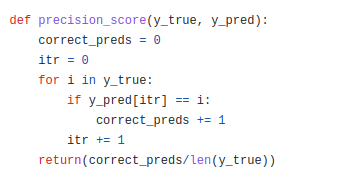 def precision_score(y_true, y_pred):
    correct_preds = 0
    itr = 0
    for i in y_true:
        if y_pred[itr] == i:
            correct_preds += 1
        itr += 1
    return(correct_preds/len(y_true))